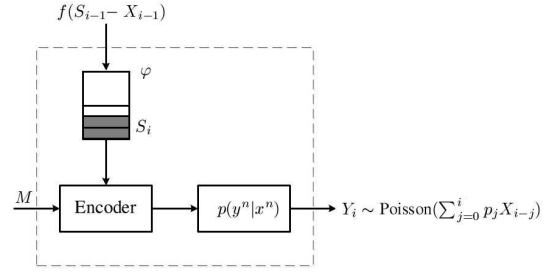 f(S_{i−1} − X_{i−1})
φ
S_i
M
Encoder
p(y^n|x^n)
Y_i ∼ Poisson(∑_{j=0}^{i} p_j X_{i−j})